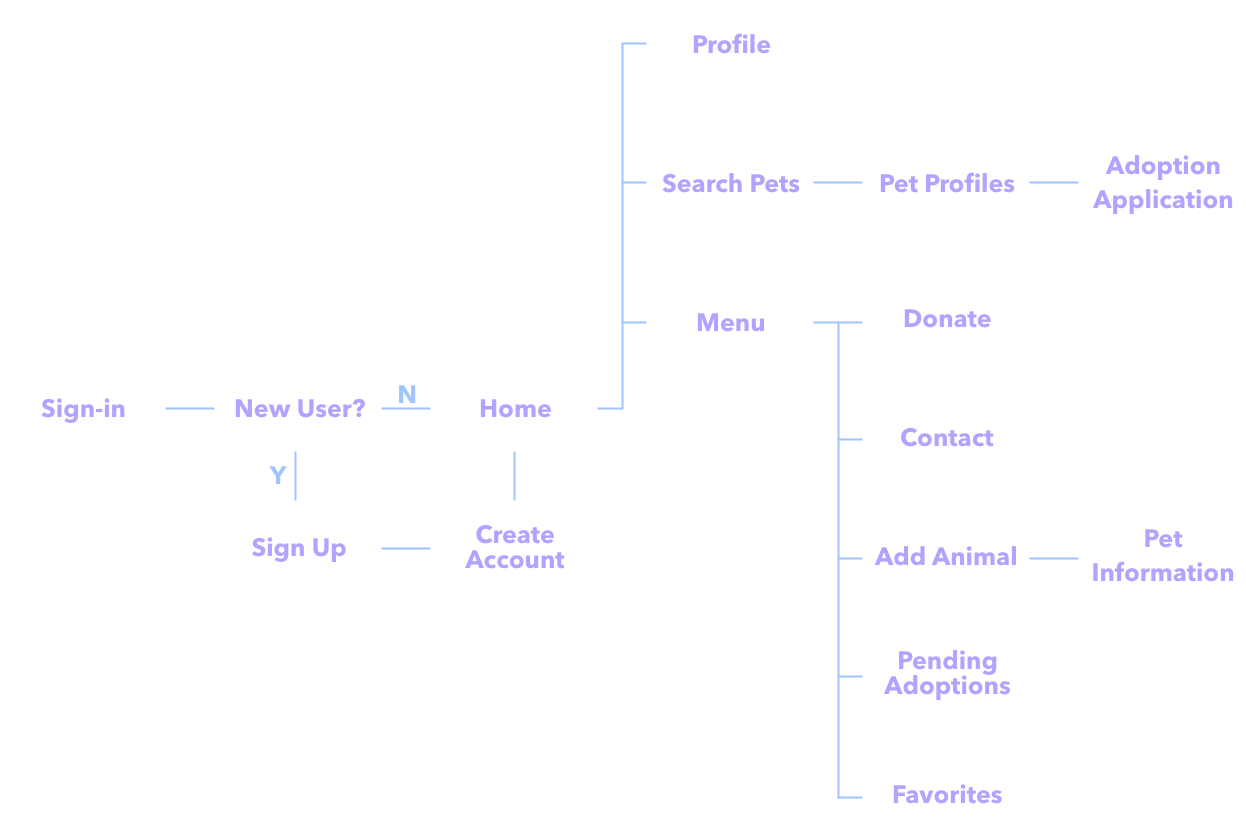 Profile
Search Pets
Pet Profiles
Adoption
Application
Menu
Donate
Sign-in
New User?
N
Home
Contact
Y
Sign Up
Create
Account
Add Animal
Pet
Information
Pending
Adoptions
Favorites